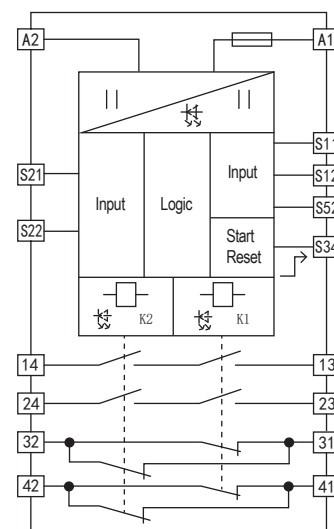 A2
A1
S11
S21
S12
Input
Input
Logic
S52
S22
Start
Reset
S34
K2
K1
14
13
24
23
32
31
42
41